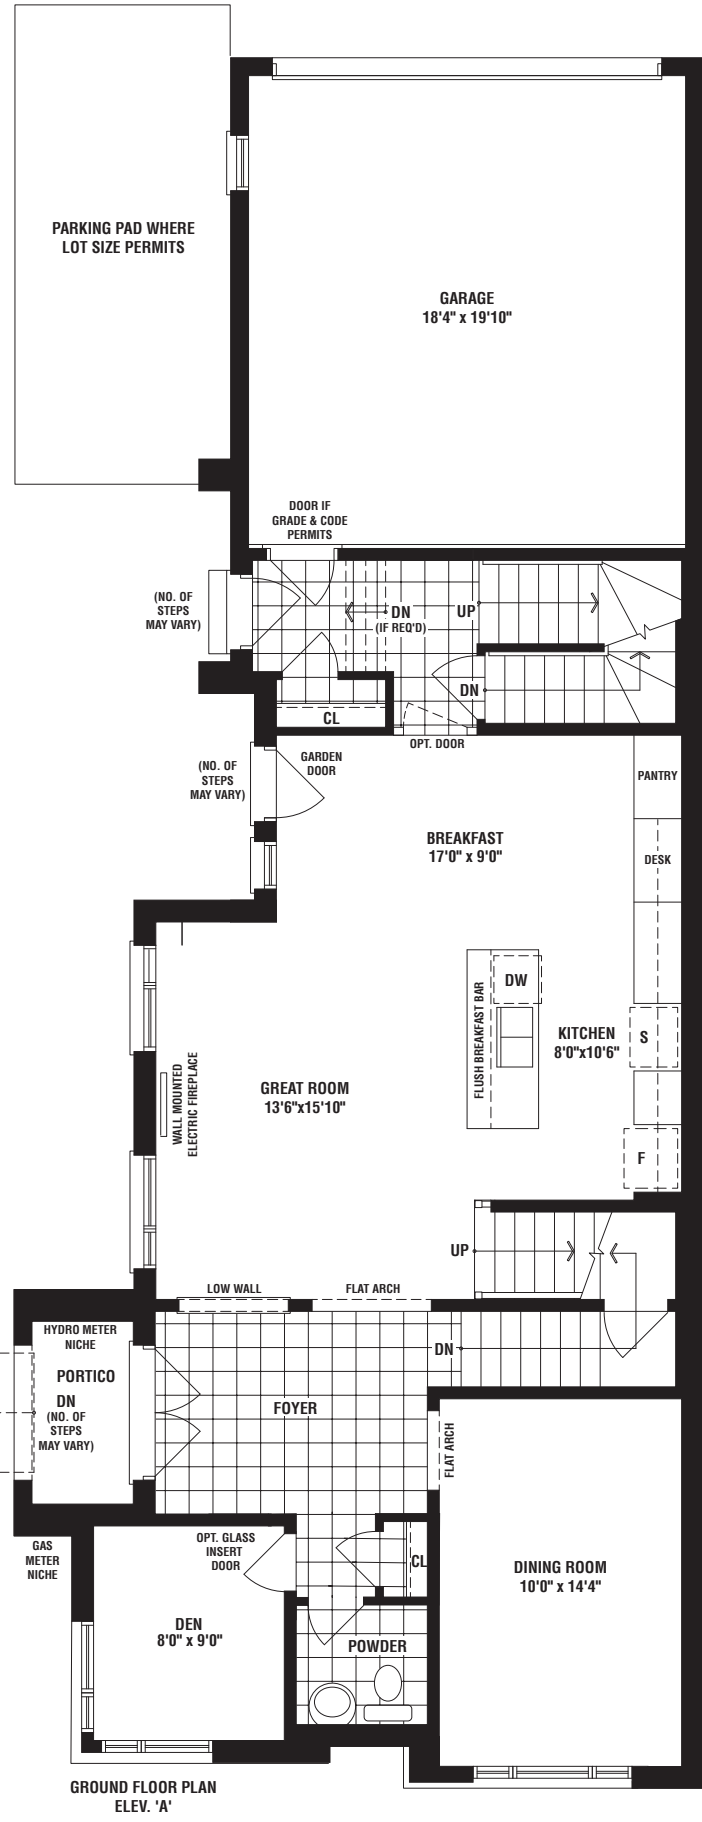 PARKING PAD WHERE
LOT SIZE PERMITS
GARAGE
18'4" x 19'10"
DOOR IF
GRADE & CODE
PERMITS
(NO. OF
STEPS
MAY VARY)
DN
(IF REQ'D)
UP
DN
CL
OPT. DOOR
(NO. OF
STEPS
MAY VARY)
GARDEN
DOOR
PANTRY
BREAKFAST
17'0" x 9'0"
DESK
DW
FLUSH BREAKFAST BAR
KITCHEN
8'0"x10'6"
S
GREAT ROOM
13'6"x15'10"
WALL MOUNTED
ELECTRIC FIREPLACE
F
UP
LOW WALL
FLAT ARCH
HYDRO METER
NICHE
PORTICO
DN
(NO. OF
STEPS
MAY VARY)
FOYER
DN
FLAT ARCH
GAS
METER
NICHE
OPT. GLASS
INSERT
DOOR
CL
DINING ROOM
10'0" x 14'4"
DEN
8'0" x 9'0"
POWDER
GROUND FLOOR PLAN
ELEV. 'A'